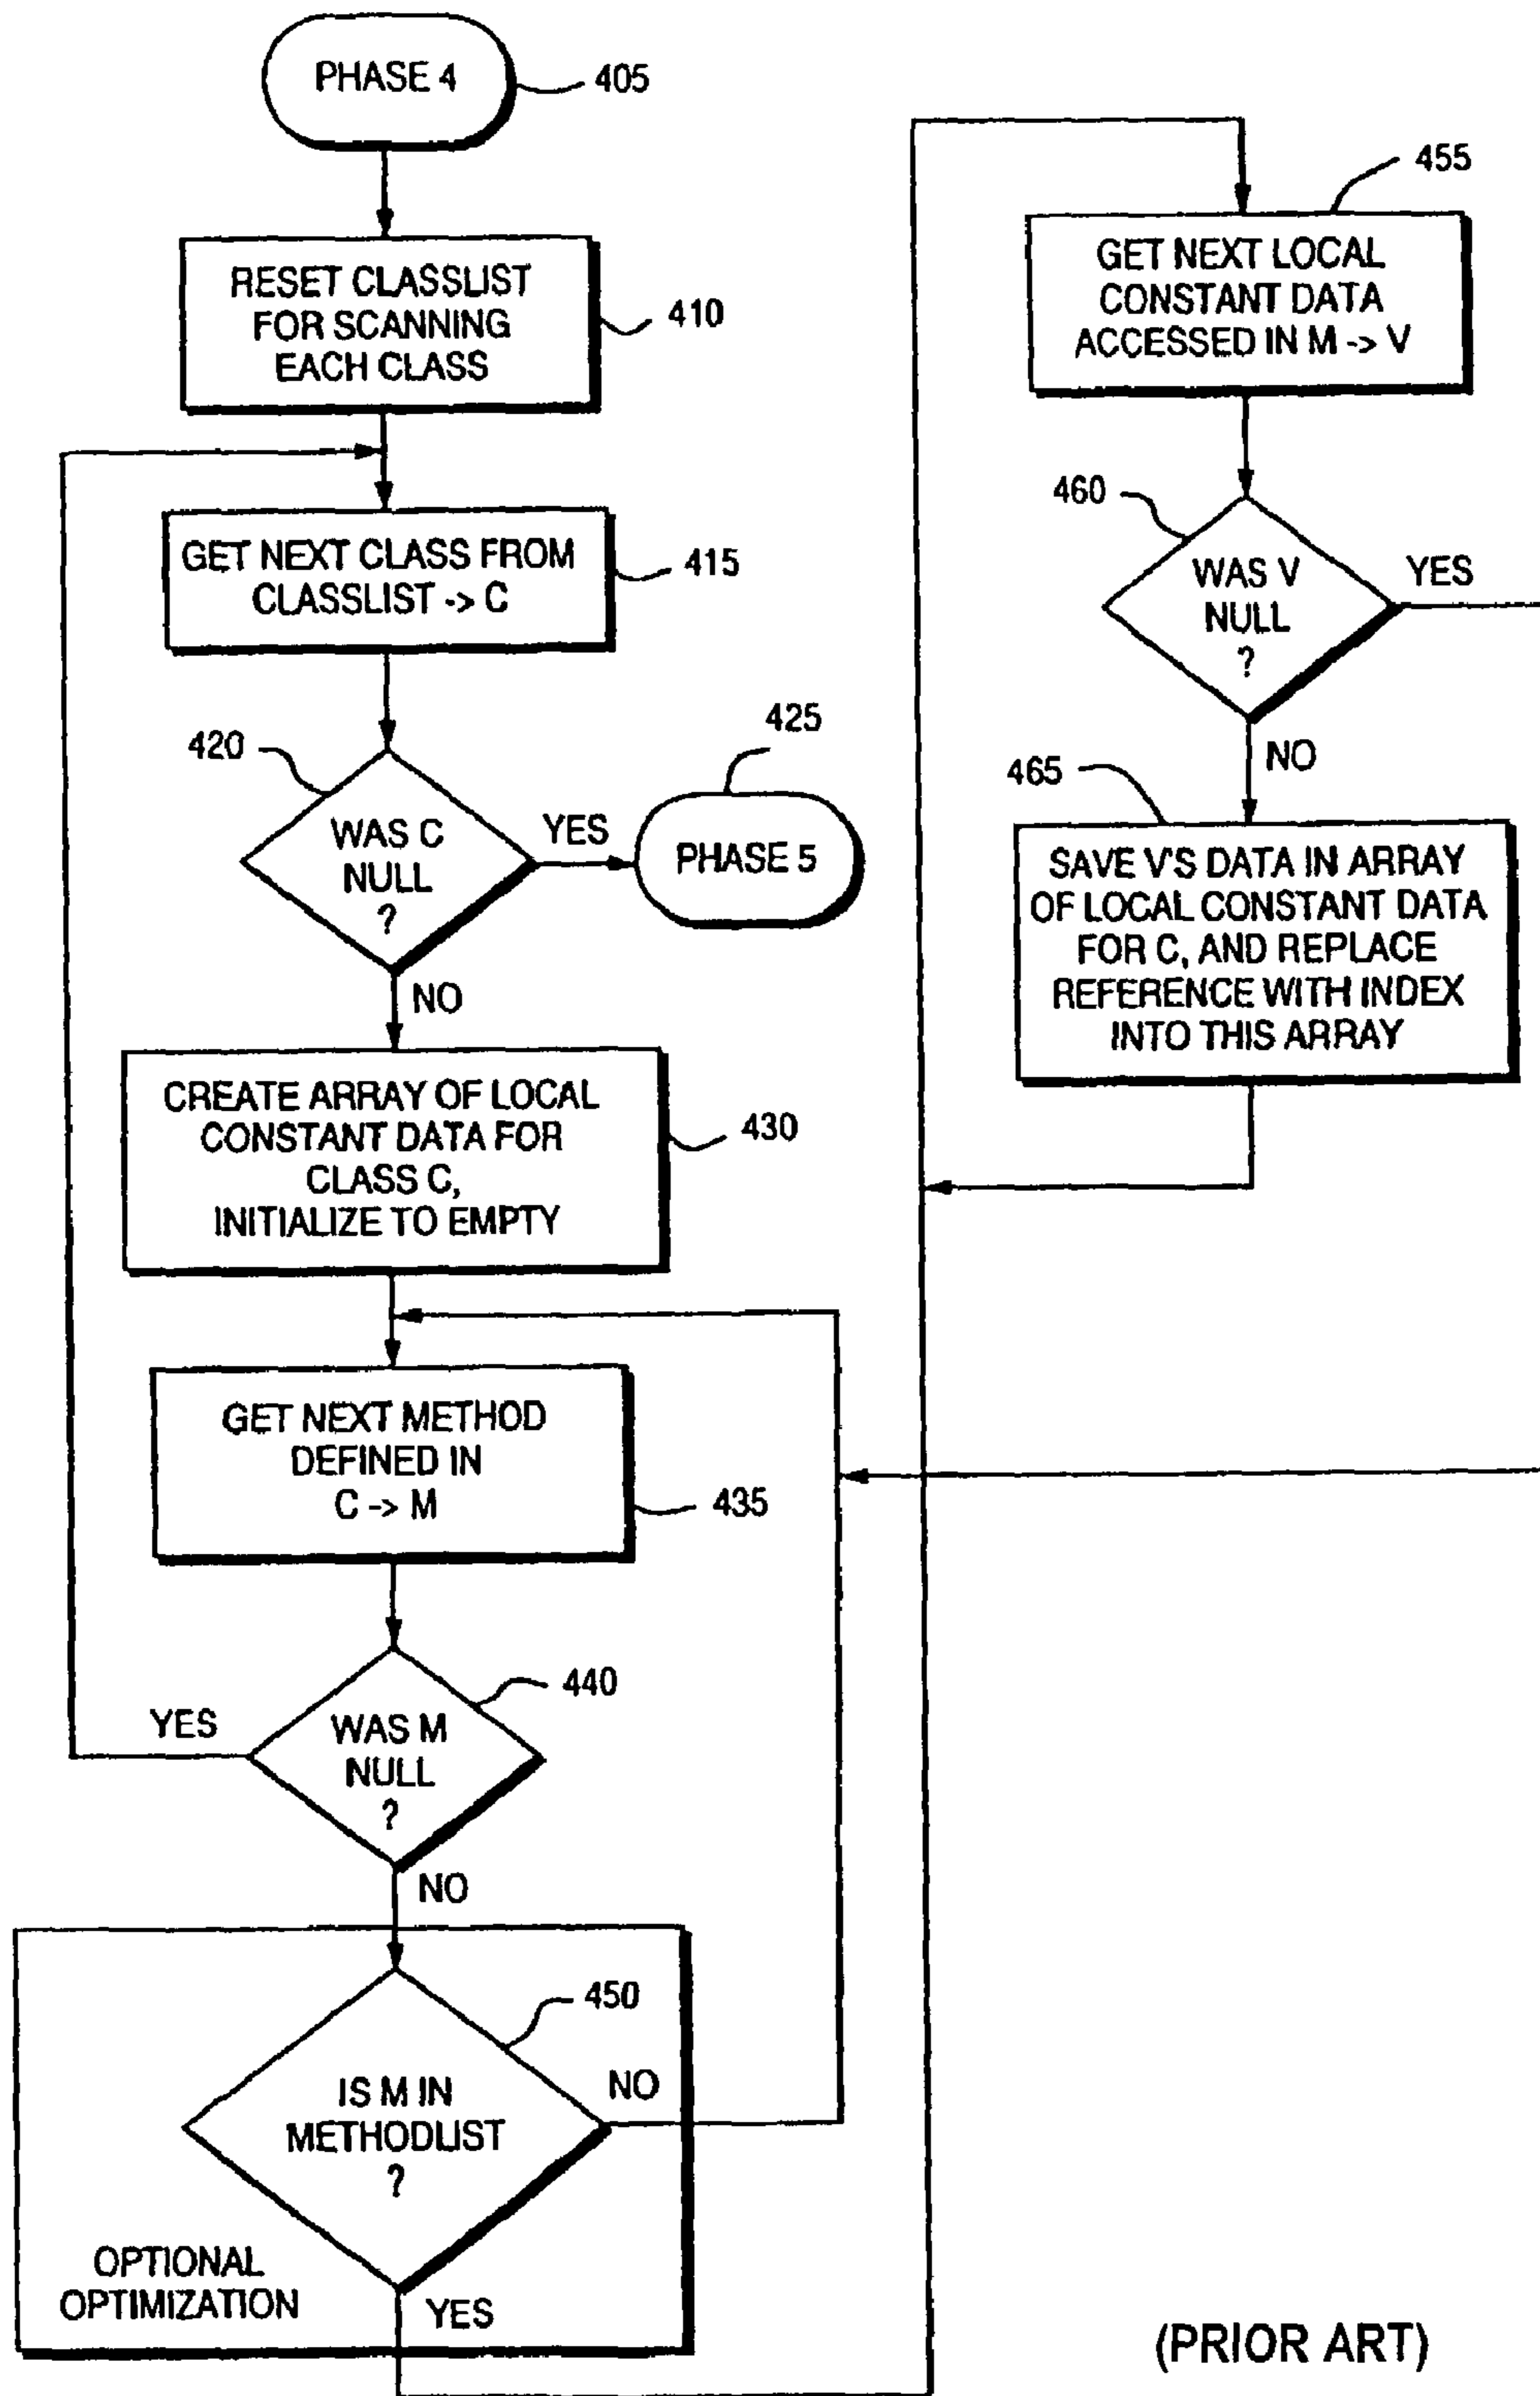 PHASE 4
405
RESET CLASSLIST
FOR SCANNING
EACH CLASS
410
GET NEXT CLASS FROM
CLASSLIST -> C
415
420
WAS C
NULL
?
YES
425
PHASE 5
NO
CREATE ARRAY OF LOCAL
CONSTANT DATA FOR
CLASS C,
INITIALIZE TO EMPTY
430
GET NEXT METHOD
DEFINED IN
C -> M
435
440
YES
WAS M
NULL
?
NO
450
IS M IN
METHODLIST
?
NO
OPTIONAL
OPTIMIZATION
YES
455
GET NEXT LOCAL
CONSTANT DATA
ACCESSED IN M -> V
460
WAS V
NULL
?
YES
NO
465
SAVE V'S DATA IN ARRAY
OF LOCAL CONSTANT DATA
FOR C, AND REPLACE
REFERENCE WITH INDEX
INTO THIS ARRAY
(PRIOR ART)